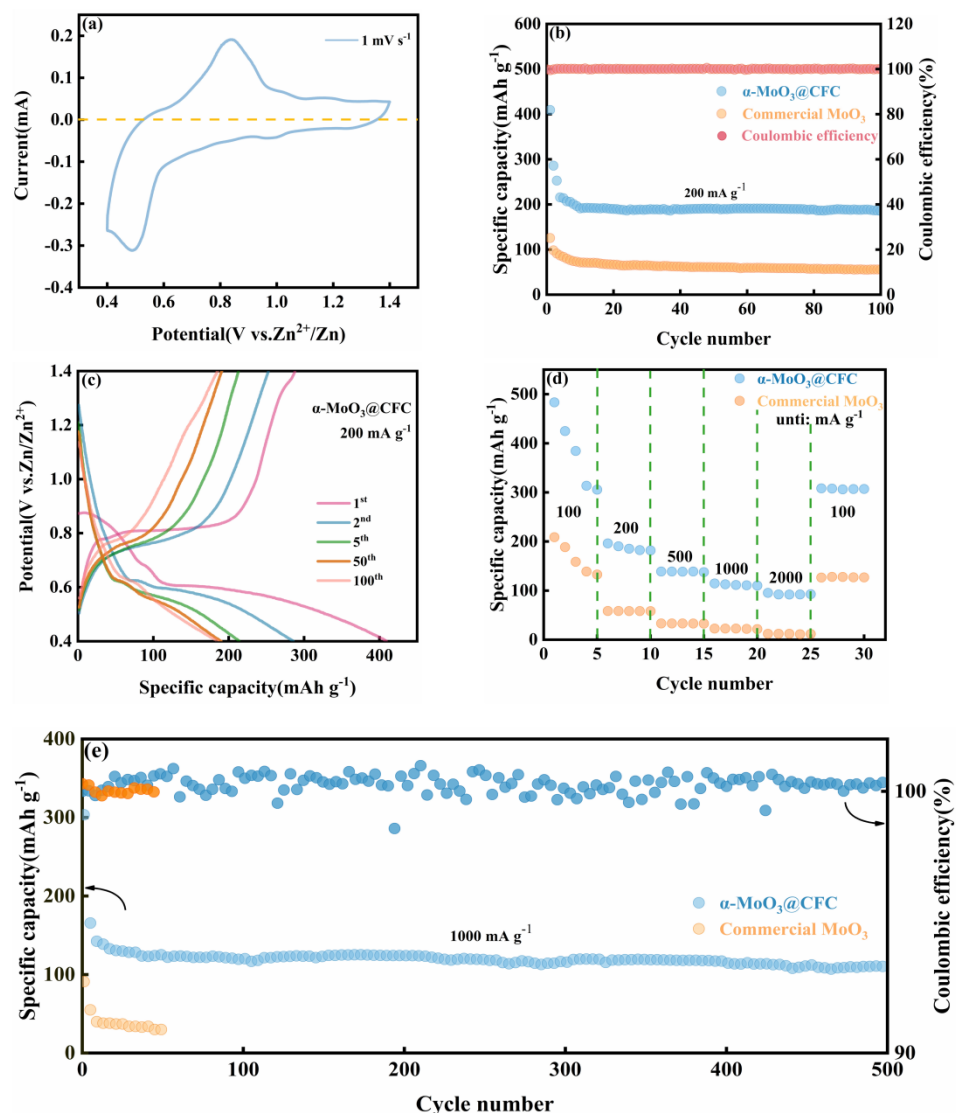 (a)
1 mV s⁻¹
Current(mA)
0.2
0.1
0.0
-0.1
-0.2
-0.3
-0.4
0.4 0.6 0.8 1.0 1.2 1.4
Potential(V vs.Zn²⁺/Zn)
(b)
Specific capacity(mAh g⁻¹)
600
500
400
300
200
100
0
α-MoO₃@CFC
Commercial MoO₃
Coulombic efficiency
200 mA g⁻¹
0 20 40 60 80 100
Cycle number
120
100
80
60
40
20
0
Coulombic efficiency(%)
(c)
Potential(V vs.Zn/Zn²⁺)
1.4
1.2
1.0
0.8
0.6
0.4
α-MoO₃@CFC
200 mA g⁻¹
1ˢᵗ
2ⁿᵈ
5ᵗʰ
50ᵗʰ
100ᵗʰ
0 100 200 300 400
Specific capacity(mAh g⁻¹)
(d)
Specific capacity(mAh g⁻¹)
500
400
300
200
100
0
α-MoO₃@CFC
Commercial MoO₃
unti: mA g⁻¹
100
200
500
1000
2000
100
0 5 10 15 20 25 30
Cycle number
(e)
Specific capacity(mAh g⁻¹)
400
300
200
100
0
1000 mA g⁻¹
α-MoO₃@CFC
Commercial MoO₃
0 100 200 300 400 500
Cycle number
100
90
Coulombic efficiency(%)